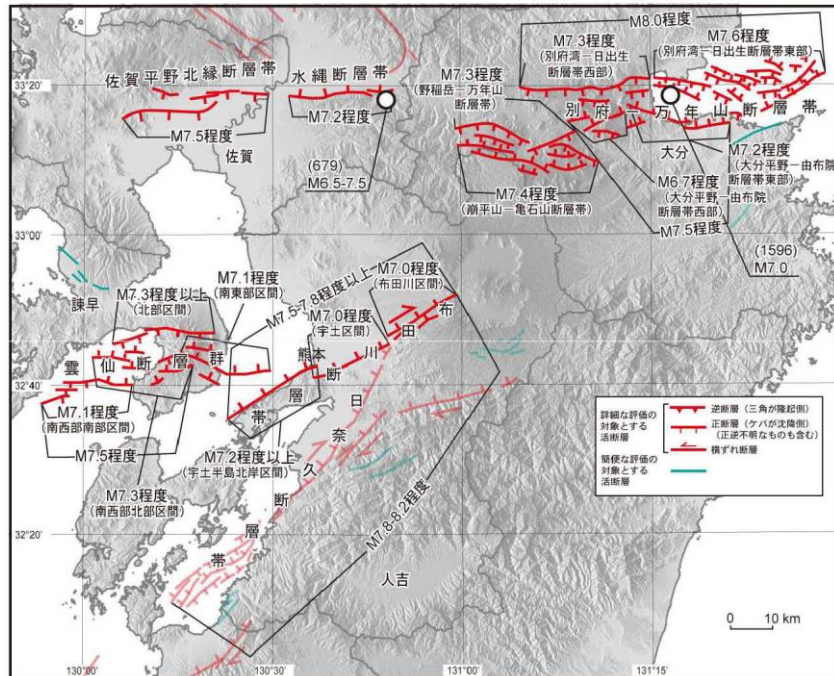 M8.0程度
M7.3程度
(別府湾－日出生
断層帯西部)
M7.6程度
(別府湾－日出生断層帯東部)
佐賀平野北縁断層帯
水縄断層帯
M7.3程度
(野稲岳－万年山
断層帯)
別府－万年山断層帯
33°20'
M7.5程度
佐賀
M7.2程度
(679)
M6.5-7.5
M7.4程度
(崩平山－亀石山断層帯)
大分
M7.2程度
(大分平野－由布院
断層帯東部)
M6.7程度
(大分平野－由布院
断層帯西部)
M7.5程度
(1596)
M7.0
33°00'
諫早
M7.3程度以上
(北部区間)
M7.1程度
(南東部区間)
M7.5-7.8程度以上
M7.0程度
(宇土区間)
M7.0程度
(布田川区間)
雲仙断層群
熊本
布田川断層帯
32°40'
M7.1程度
(南西部南部区間)
M7.5程度
M7.3程度
(南西部北部区間)
M7.2程度以上
(宇土半島北岸区間)
日奈久断層帯
M7.8-8.2程度
32°20'
人吉
詳細な評価の
対象とする
活断層
逆断層（三角が隆起側）
正断層（ケバが沈降側）
（正逆不明なものも含む）
横ずれ断層
簡便な評価の
対象とする
活断層
0 10 km
130°00' 130°30' 131°00' 131°15'